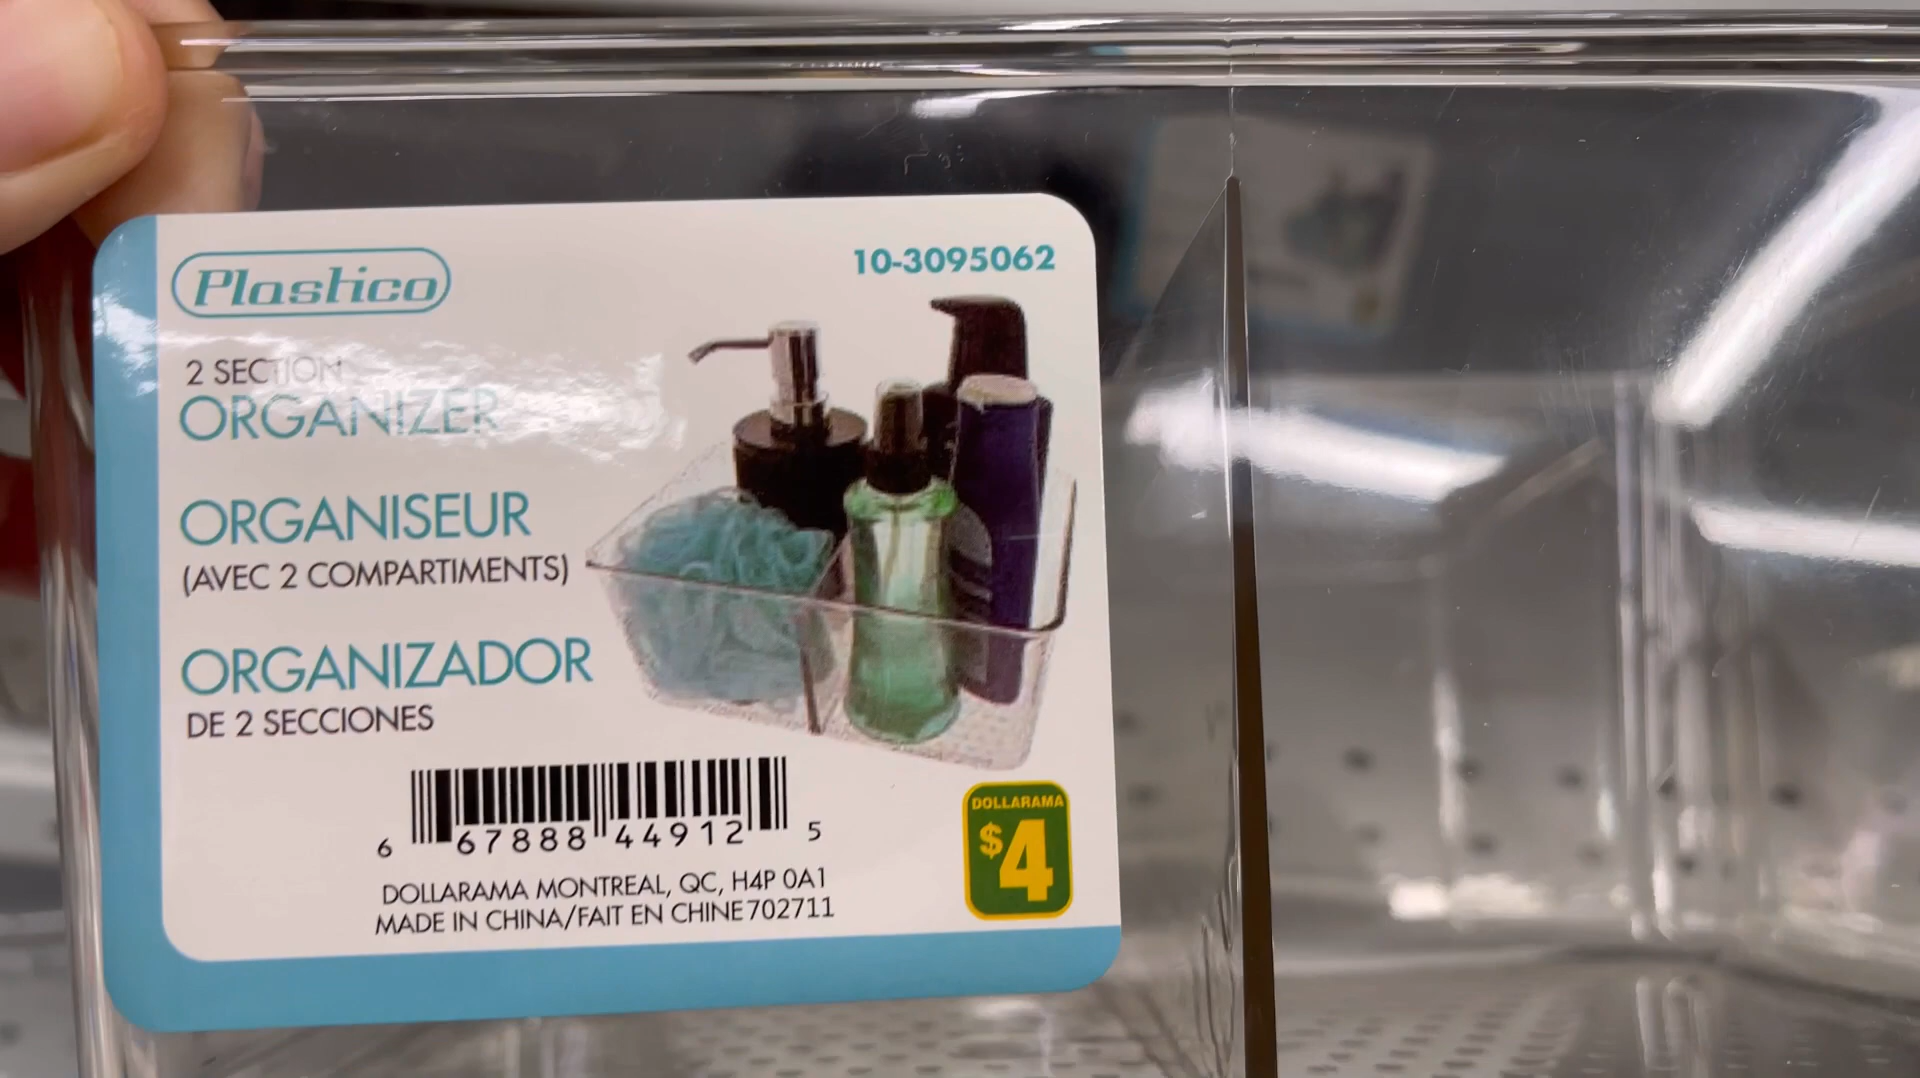 Plastico
10-3095062
2 SECTION
ORGANIZER
ORGANISEUR
(AVEC 2 COMPARTIMENTS)
ORGANIZADOR
DE 2 SECCIONES
6 67888 44912 5
DOLLARAMA MONTREAL, QC, H4P 0A1
MADE IN CHINA/FAIT EN CHINE 702711
DOLLARAMA
$4